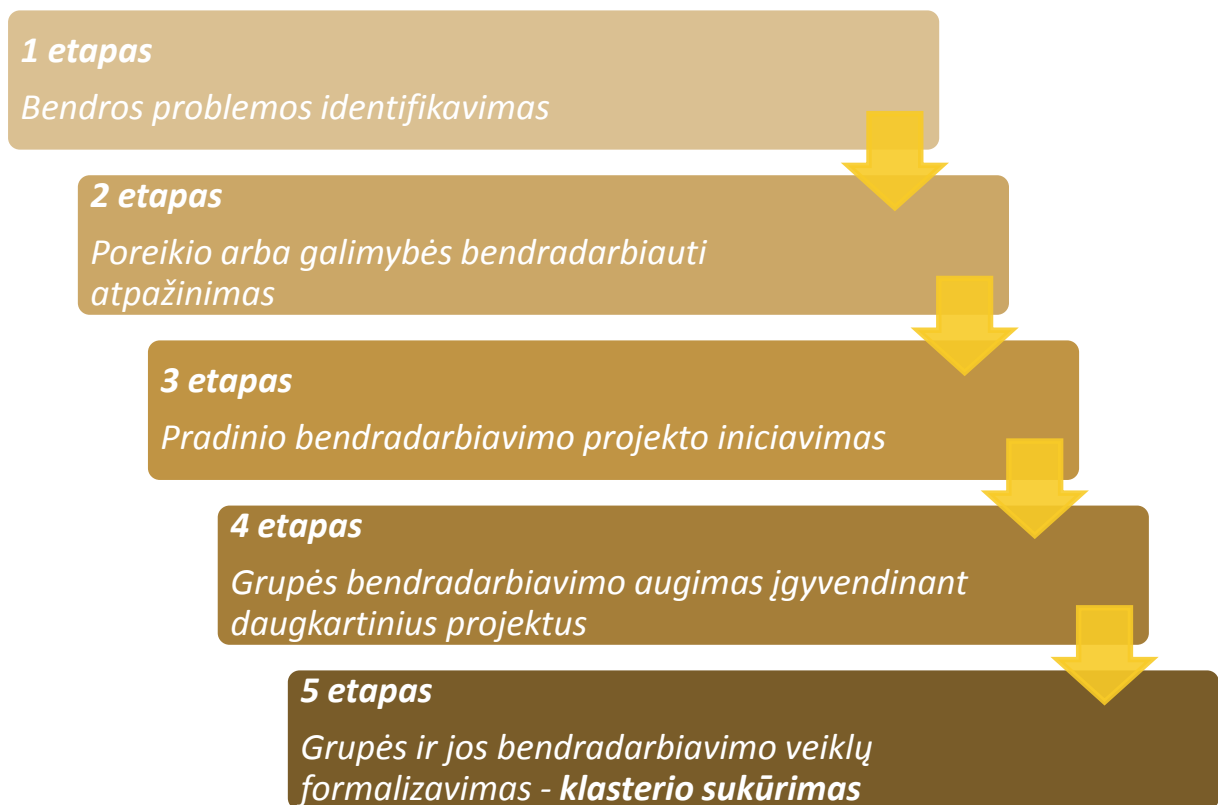 1 etapas
Bendros problemos identifikavimas
2 etapas
Poreikio arba galimybės bendradarbiauti
atpažinimas
3 etapas
Pradinio bendradarbiavimo projekto iniciavimas
4 etapas
Grupės bendradarbiavimo augimas įgyvendinant
daugkartinius projektus
5 etapas
Grupės ir jos bendradarbiavimo veiklų
formalizavimas - klasterio sukūrimas